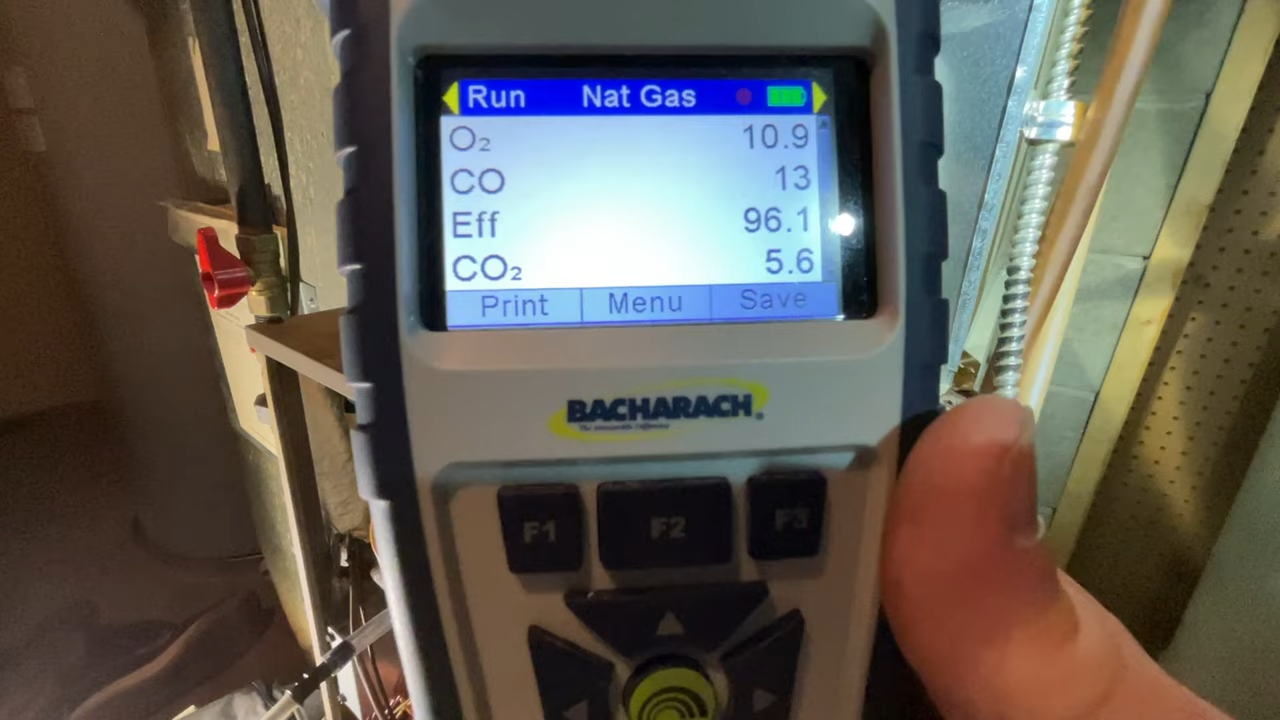 Run Nat Gas
O₂ 10.9
CO 13
Eff 96.1
CO₂ 5.6
Print Menu Save
BACHARACH®
F1 F2 F3